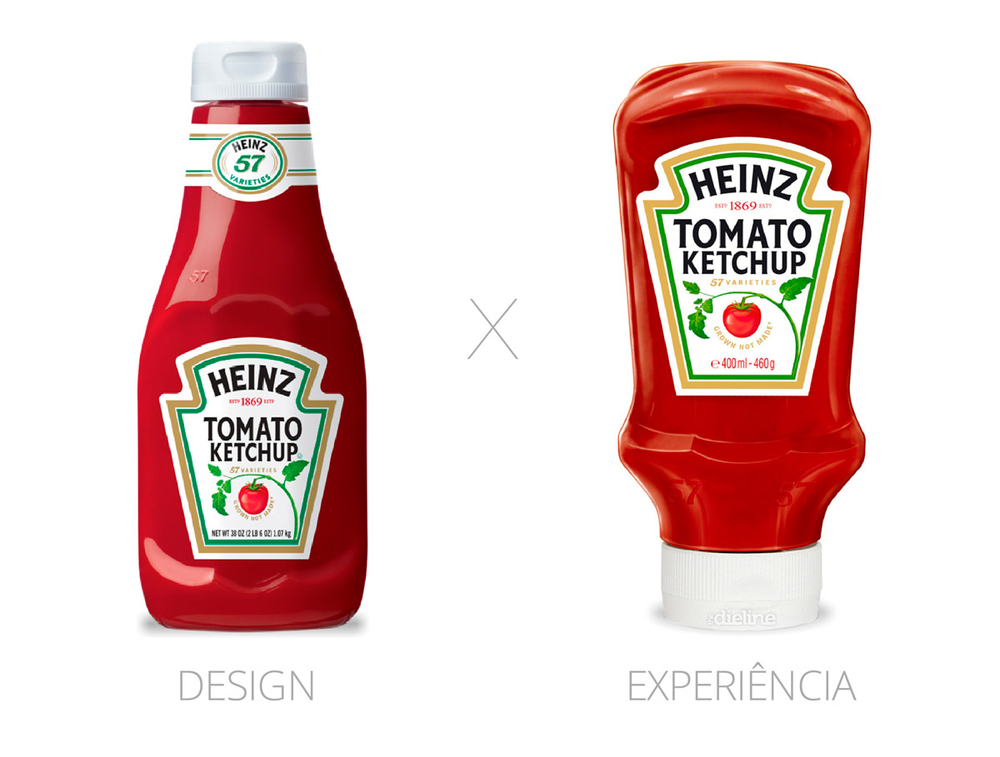 HEINZ
57
VARIETIES
57
HEINZ
ESTD 1869 ESTD
TOMATO
KETCHUP
57 VARIETIES
GROWN NOT MADE
NET WT 38 OZ (2 LB 6 OZ) 1.07 kg
DESIGN
X
HEINZ
ESTD 1869 ESTD
TOMATO
KETCHUP
57 VARIETIES
GROWN NOT MADE
℮ 400ml - 460g
57 57
the dieline
EXPERIÊNCIA